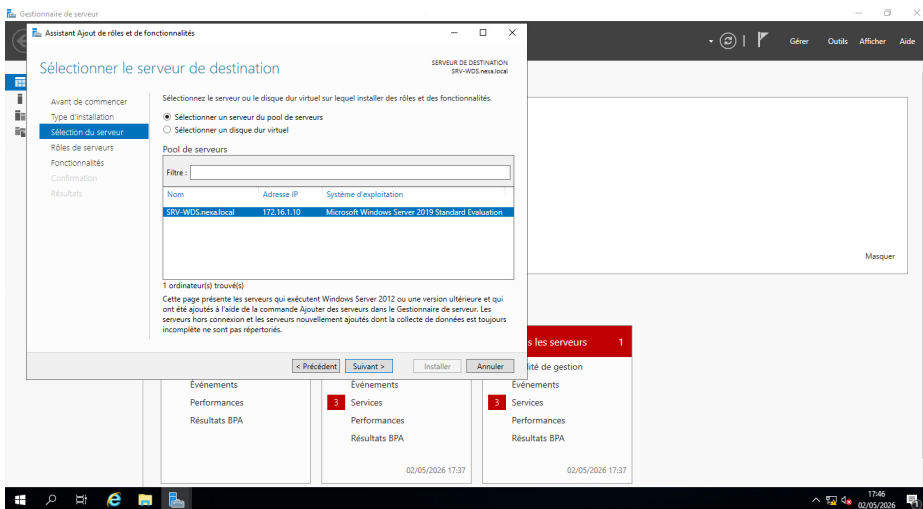 Gestionnaire de serveur
Gérer Outils Afficher Aide
Assistant Ajout de rôles et de fonctionnalités
Sélectionner le serveur de destination
SERVEUR DE DESTINATION
SRV-WDS.nexa.local
Avant de commencer
Type d'installation
Sélection du serveur
Rôles de serveurs
Fonctionnalités
Confirmation
Résultats
Sélectionnez le serveur ou le disque dur virtuel sur lequel installer des rôles et des fonctionnalités.
Sélectionner un serveur du pool de serveurs
Sélectionner un disque dur virtuel
Pool de serveurs
Filtre :
Nom Adresse IP Système d'exploitation
SRV-WDS.nexa.local 172.16.1.10 Microsoft Windows Server 2019 Standard Evaluation
1 ordinateur(s) trouvé(s)
Cette page présente les serveurs qui exécutent Windows Server 2012 ou une version ultérieure et qui
ont été ajoutés à l'aide de la commande Ajouter des serveurs dans le Gestionnaire de serveur. Les
serveurs hors connexion et les serveurs nouvellement ajoutés dont la collecte de données est toujours
incomplète ne sont pas répertoriés.
< Précédent Suivant > Installer Annuler
Masquer
s les serveurs 1
lité de gestion
Événements
Performances
Résultats BPA
Événements
3 Services
Performances
Résultats BPA
02/05/2026 17:37
Événements
3 Services
Performances
Résultats BPA
02/05/2026 17:37
17:46
02/05/2026
1